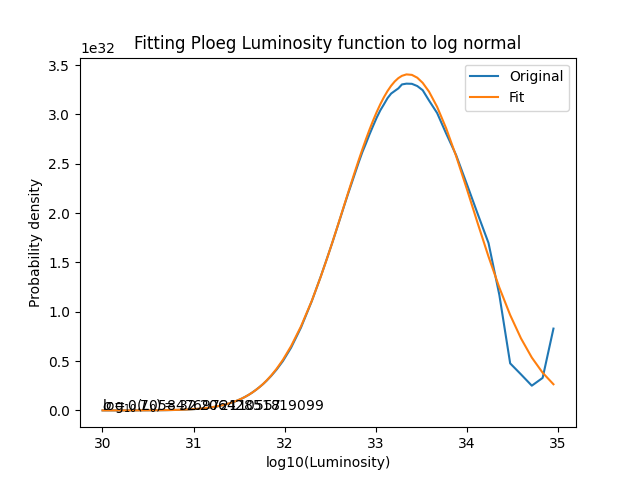 Fitting Ploeg Luminosity function to log normal
1e32
Original
Fit
3.5
3.0
2.5
2.0
1.5
1.0
0.5
0.0
Probability density
30
31
32
33
34
35
log10(Luminosity)